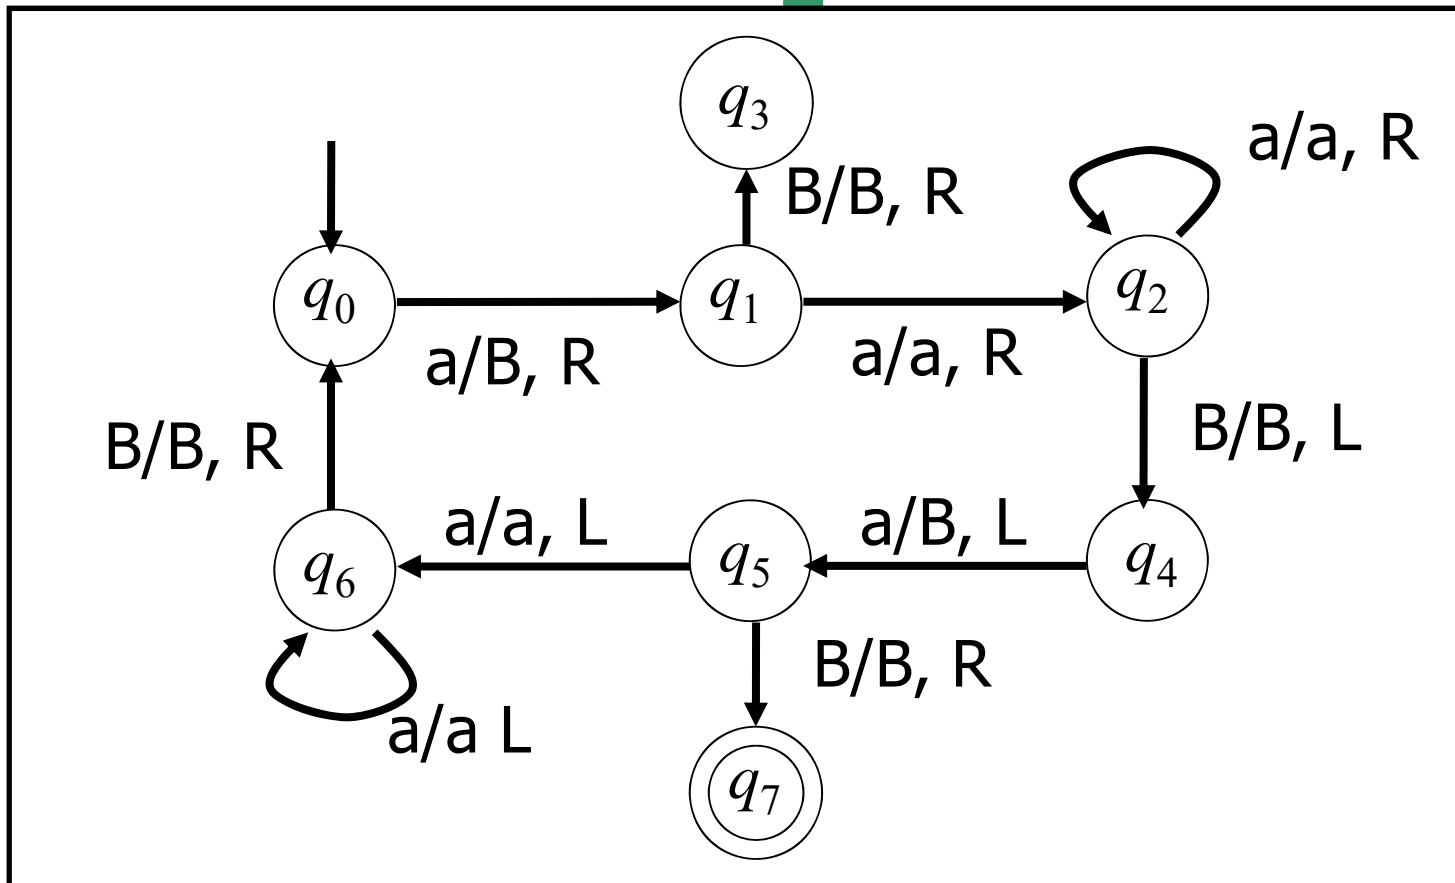 q3
a/a, R
B/B, R
q0
q1
q2
a/B, R
a/a, R
B/B, R
B/B, L
a/a, L
a/B, L
q6
q5
q4
B/B, R
a/a L
q7